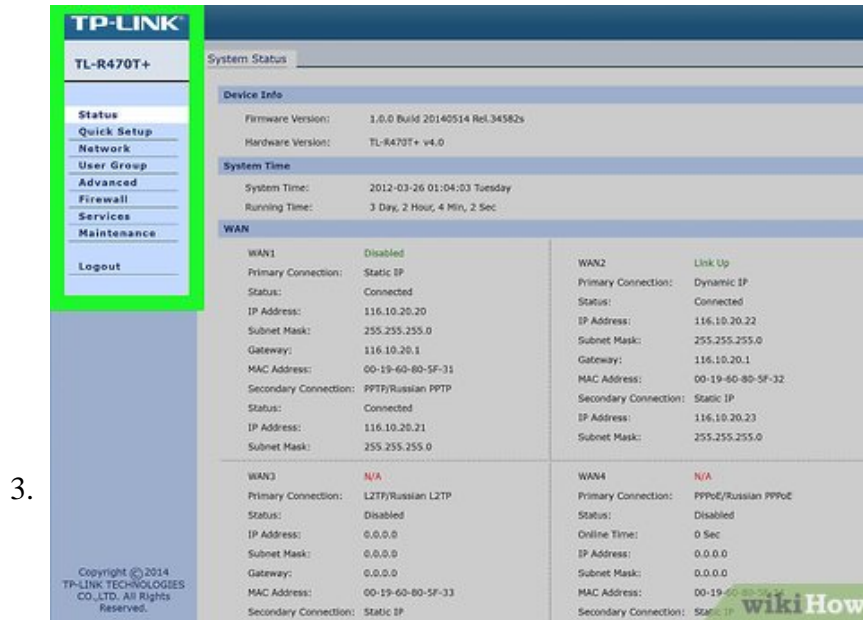 TP-LINK
TL-R470T+
Status
Quick Setup
Network
User Group
Advanced
Firewall
Services
Maintenance
Logout
Copyright © 2014
TP-LINK TECHNOLOGIES
CO.,LTD. All Rights
Reserved.
3.
System Status
Device Info
Firmware Version: 1.0.0 Build 20140514 Rel.34582s
Hardware Version: TL-R470T+ v4.0
System Time
System Time: 2012-03-26 01:04:03 Tuesday
Running Time: 3 Day, 2 Hour, 4 Min, 2 Sec
WAN
WAN1 Disabled
Primary Connection: Static IP
Status: Connected
IP Address: 116.10.20.20
Subnet Mask: 255.255.255.0
Gateway: 116.10.20.1
MAC Address: 00-19-60-80-5F-31
Secondary Connection: PPTP/Russian PPTP
Status: Connected
IP Address: 116.10.20.21
Subnet Mask: 255.255.255.0
WAN2 Link Up
Primary Connection: Dynamic IP
Status: Connected
IP Address: 116.10.20.22
Subnet Mask: 255.255.255.0
Gateway: 116.10.20.1
MAC Address: 00-19-60-80-5F-32
Secondary Connection: Static IP
IP Address: 116.10.20.23
Subnet Mask: 255.255.255.0
WAN3 N/A
Primary Connection: L2TP/Russian L2TP
Status: Disabled
IP Address: 0.0.0.0
Subnet Mask: 0.0.0.0
Gateway: 0.0.0.0
MAC Address: 00-19-60-80-5F-33
Secondary Connection: Static IP
WAN4 N/A
Primary Connection: PPPoE/Russian PPPoE
Status: Disabled
Online Time: 0 Sec
IP Address: 0.0.0.0
Subnet Mask: 0.0.0.0
MAC Address:
Secondary Connection: Static IP
wikiHow